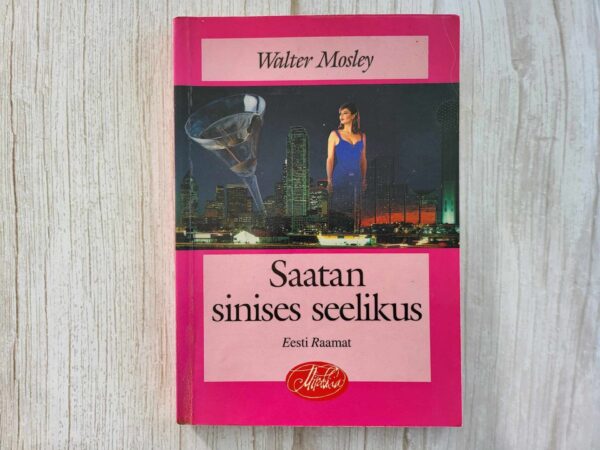 Walter Mosley
Saatan
sinises seelikus
Eesti Raamat